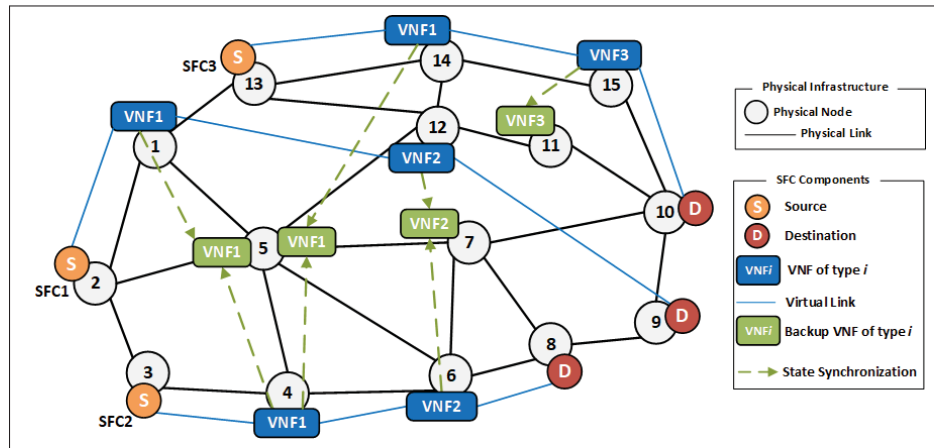 VNF1
S
14
VNF3
SFC3
13
15
VNF1
12
VNF3
11
1
VNF2
VNF2
10
D
VNF1
5
VNF1
7
S
2
SFC1
9
D
8
3
6
D
4
S
VNF2
SFC2
VNF1
Physical Infrastructure
Physical Node
Physical Link
SFC Components
S Source
D Destination
VNFi VNF of type i
Virtual Link
VNFi Backup VNF of type i
State Synchronization